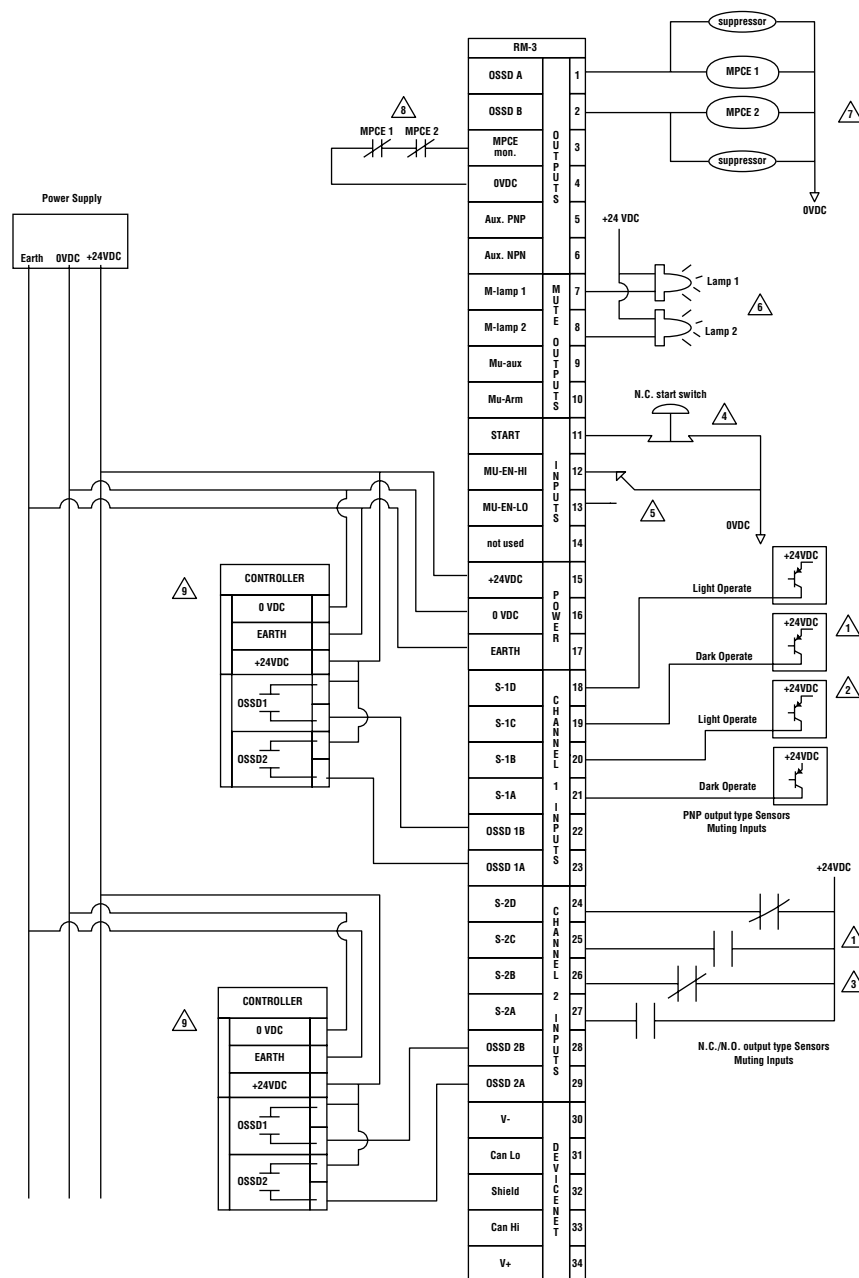 RM-3
OSSD A
1
OSSD B
2
MPCE
mon.
3
0VDC
4
Aux. PNP
5
Aux. NPN
6
OUTPUTS
M-lamp 1
7
M-lamp 2
8
Mu-aux
9
Mu-Arm
10
MUTE OUTPUTS
START
11
MU-EN-HI
12
MU-EN-LO
13
not used
14
INPUTS
+24VDC
15
0 VDC
16
EARTH
17
POWER
S-1D
18
S-1C
19
S-1B
20
S-1A
21
OSSD 1B
22
OSSD 1A
23
CHANNEL 1 INPUTS
S-2D
24
S-2C
25
S-2B
26
S-2A
27
OSSD 2B
28
OSSD 2A
29
CHANNEL 2 INPUTS
V-
30
Can Lo
31
Shield
32
Can Hi
33
V+
34
DEVICENET
suppressor
MPCE 1
MPCE 2
suppressor
7
0VDC
8
MPCE 1 MPCE 2
Power Supply
Earth 0VDC +24VDC
+24 VDC
Lamp 1
6
Lamp 2
N.C. start switch
4
5
0VDC
+24VDC
Light Operate
+24VDC
1
Dark Operate
+24VDC
2
Light Operate
+24VDC
Dark Operate
PNP output type Sensors
Muting Inputs
+24VDC
1
3
N.C./N.O. output type Sensors
Muting Inputs
9
CONTROLLER
0 VDC
EARTH
+24VDC
OSSD1
OSSD2
9
CONTROLLER
0 VDC
EARTH
+24VDC
OSSD1
OSSD2